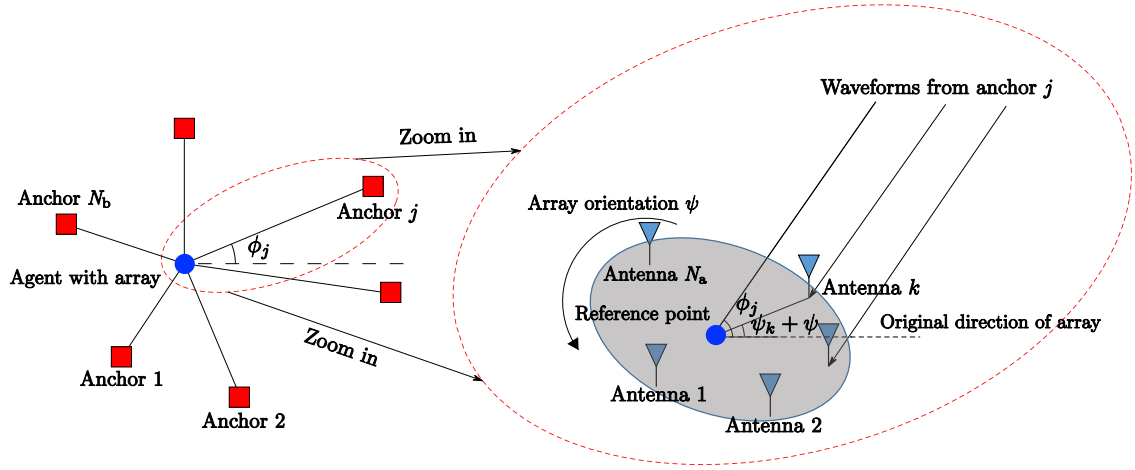 Waveforms from anchor j
Zoom in
Anchor N_b
Anchor j
Array orientation ψ
ϕ_j
Agent with array
Antenna N_a
Antenna k
Reference point
ϕ_j
ψ_k + ψ
Original direction of array
Zoom in
Anchor 1
Antenna 1
Anchor 2
Antenna 2